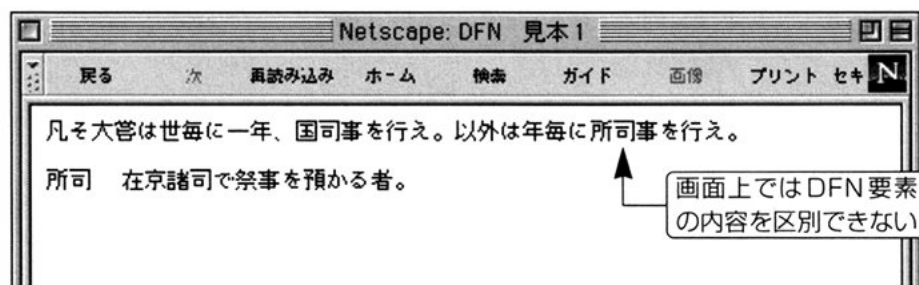 Netscape: DFN 見本1
戻る 次 再読み込み ホーム 検索 ガイド 画像 プリント セキ N
凡そ大嘗は世毎に一年、国司事を行え。以外は年毎に所司事を行え。
所司 在京諸司で祭事を預かる者。
画面上ではDFN要素
の内容を区別できない